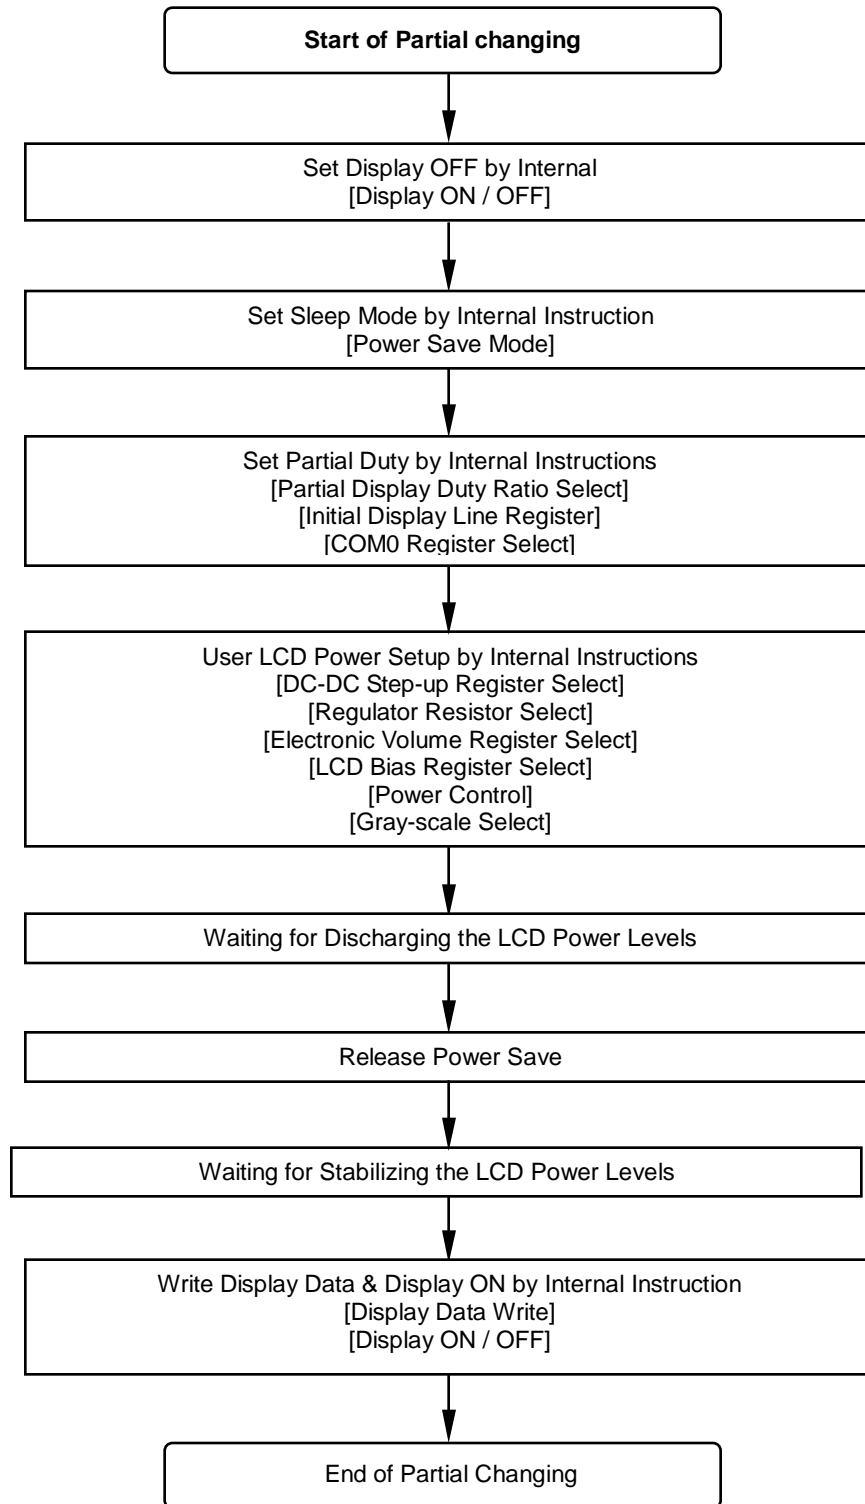 Start of Partial changing
Set Display OFF by Internal
[Display ON / OFF]
Set Sleep Mode by Internal Instruction
[Power Save Mode]
Set Partial Duty by Internal Instructions
[Partial Display Duty Ratio Select]
[Initial Display Line Register]
[COM0 Register Select]
User LCD Power Setup by Internal Instructions
[DC-DC Step-up Register Select]
[Regulator Resistor Select]
[Electronic Volume Register Select]
[LCD Bias Register Select]
[Power Control]
[Gray-scale Select]
Waiting for Discharging the LCD Power Levels
Release Power Save
Waiting for Stabilizing the LCD Power Levels
Write Display Data & Display ON by Internal Instruction
[Display Data Write]
[Display ON / OFF]
End of Partial Changing